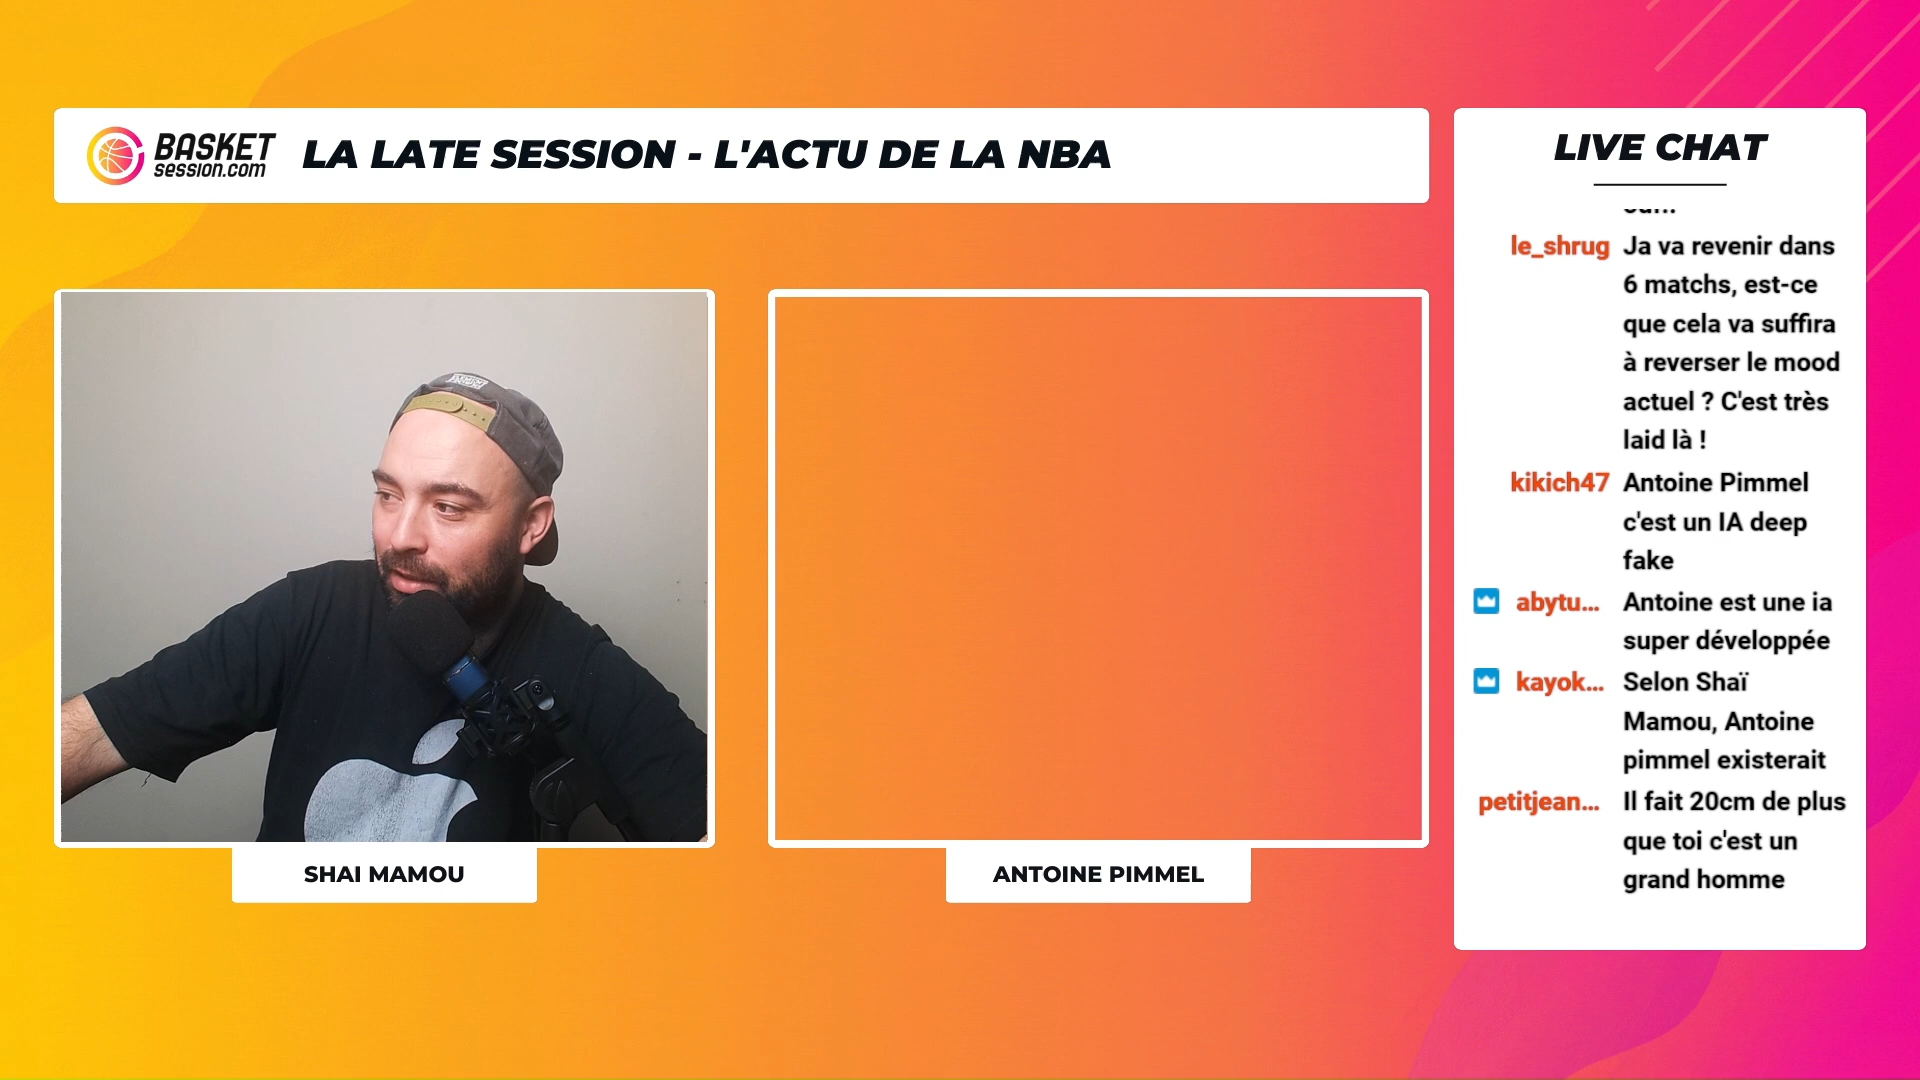 BASKET
SESSION.COM
LA LATE SESSION - L'ACTU DE LA NBA
LIVE CHAT
le_shrug Ja va revenir dans
6 matchs, est-ce
que cela va suffira
à reverser le mood
actuel ? C'est très
laid là !
kikich47 Antoine Pimmel
c'est un IA deep
fake
abytu... Antoine est une ia
super développée
kayok... Selon Shaï
Mamou, Antoine
pimmel existerait
petitjean... Il fait 20cm de plus
que toi c'est un
grand homme
SHAI MAMOU
ANTOINE PIMMEL